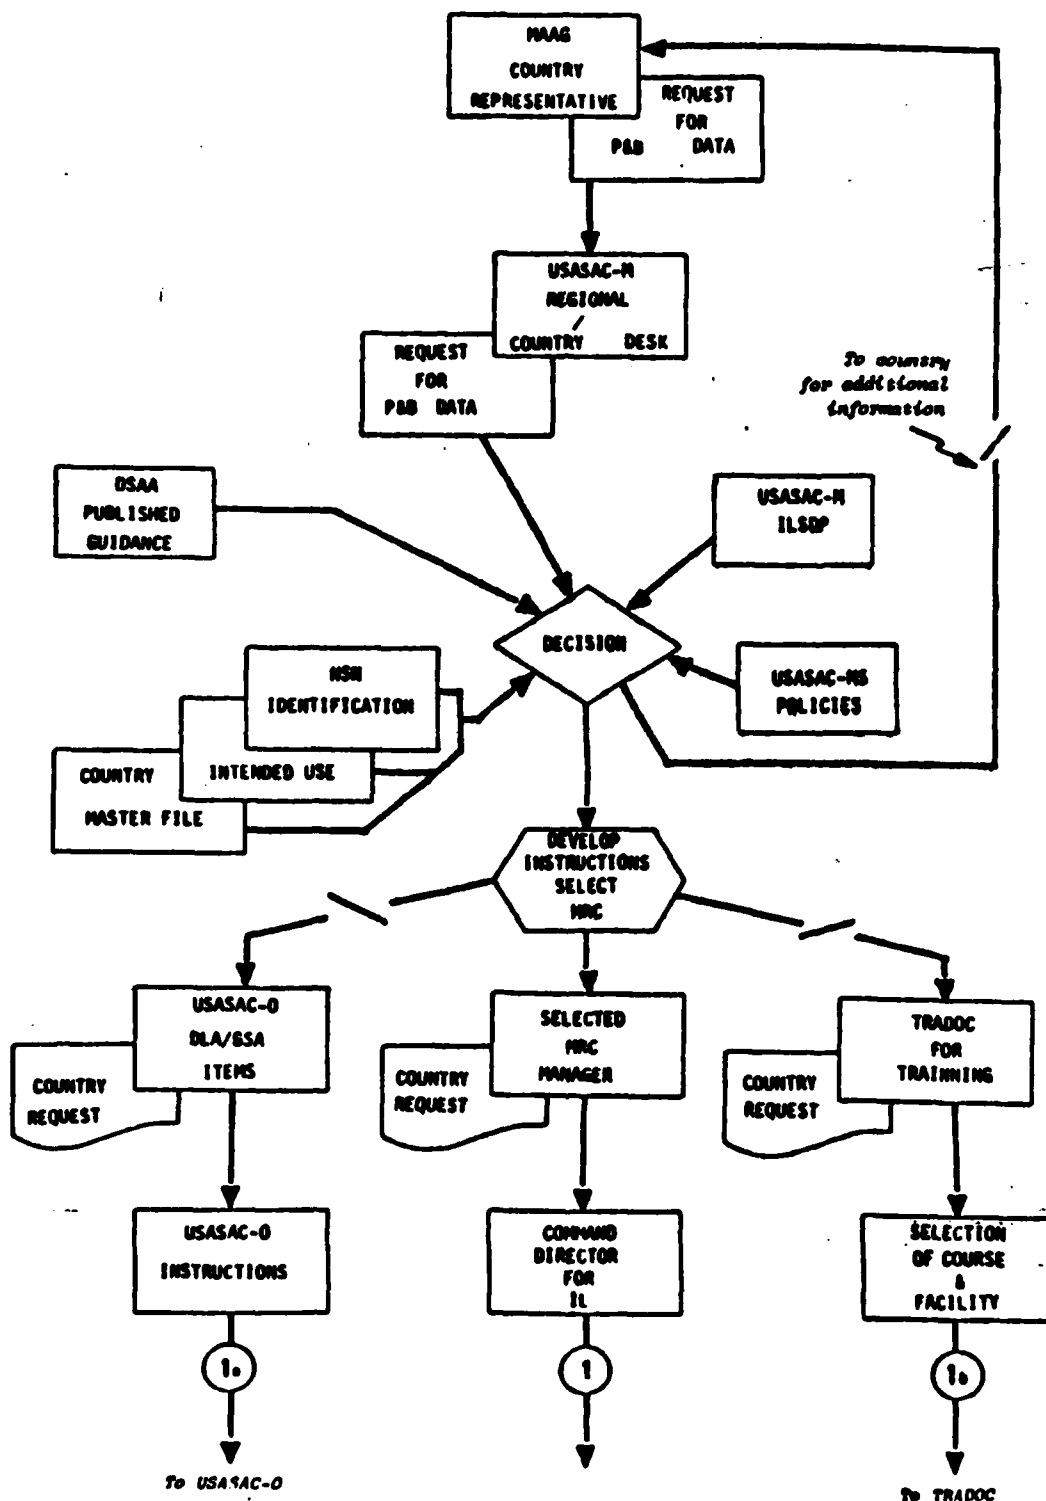 MAAG
COUNTRY
REPRESENTATIVE
REQUEST
FOR
P&B DATA
USASAC-M
REGIONAL
/
COUNTRY DESK
REQUEST
FOR
P&B DATA
To country
for additional
information
DSAA
PUBLISHED
GUIDANCE
USASAC-M
ILSDP
DECISION
NSN
IDENTIFICATION
USASAC-MS
POLICIES
INTENDED USE
COUNTRY
MASTER FILE
DEVELOP
INSTRUCTIONS
SELECT
MRC
USASAC-O
DLA/GSA
ITEMS
COUNTRY
REQUEST
SELECTED
MRC
MANAGER
COUNTRY
REQUEST
TRADOC
FOR
TRAINNING
COUNTRY
REQUEST
USASAC-O
INSTRUCTIONS
COMMAND
DIRECTOR
FOR
IL
SELECTION
OF COURSE
&
FACILITY
1a
1
1b
To USASAC-O
To TRADOC